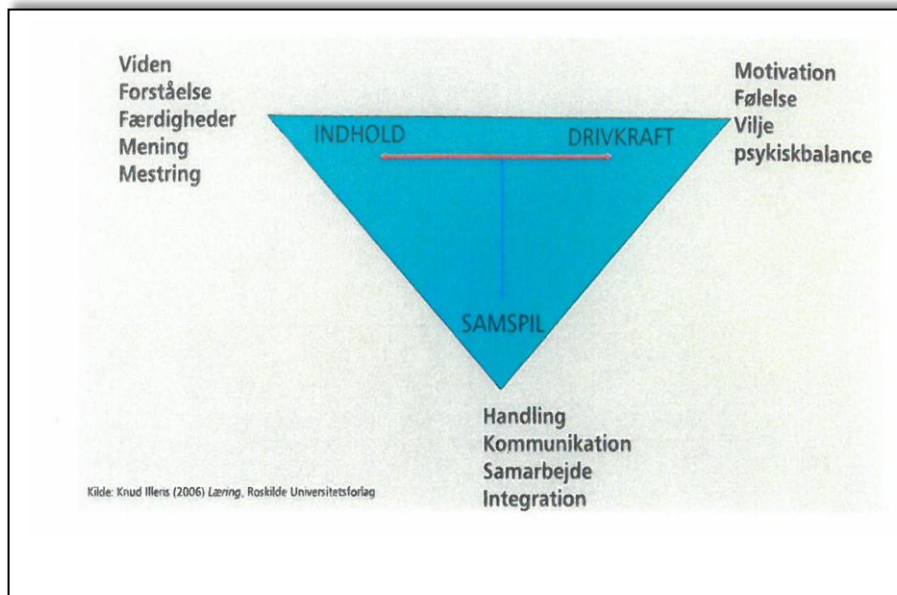 Viden
Forståelse
Færdigheder
Mening
Mestring
Motivation
Følelse
Vilje
psykiskbalance
INDHOLD
DRIVKRAFT
SAMSPIL
Handling
Kommunikation
Samarbejde
Integration
Kilde: Knud Illeris (2006) Læring, Roskilde Universitetsforlag